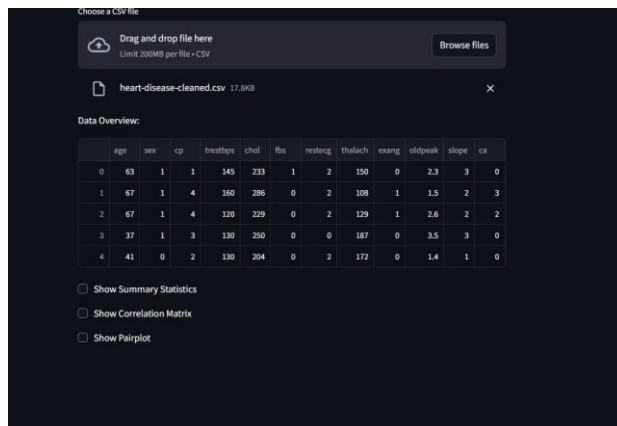 Choose a CSV file
Drag and drop file here
Limit 200MB per file • CSV
Browse files
heart-disease-cleaned.csv 17.8KB
Data Overview:
age sex cp trestbps chol fbs restecg thalach exang oldpeak slope ca
0 63 1 1 145 233 1 2 150 0 2.3 3 0
1 67 1 4 160 286 0 2 108 1 1.5 2 3
2 67 1 4 120 229 0 2 129 1 2.6 2 2
3 37 1 3 130 250 0 0 187 0 3.5 3 0
4 41 0 2 130 204 0 2 172 0 1.4 1 0
Show Summary Statistics
Show Correlation Matrix
Show Pairplot